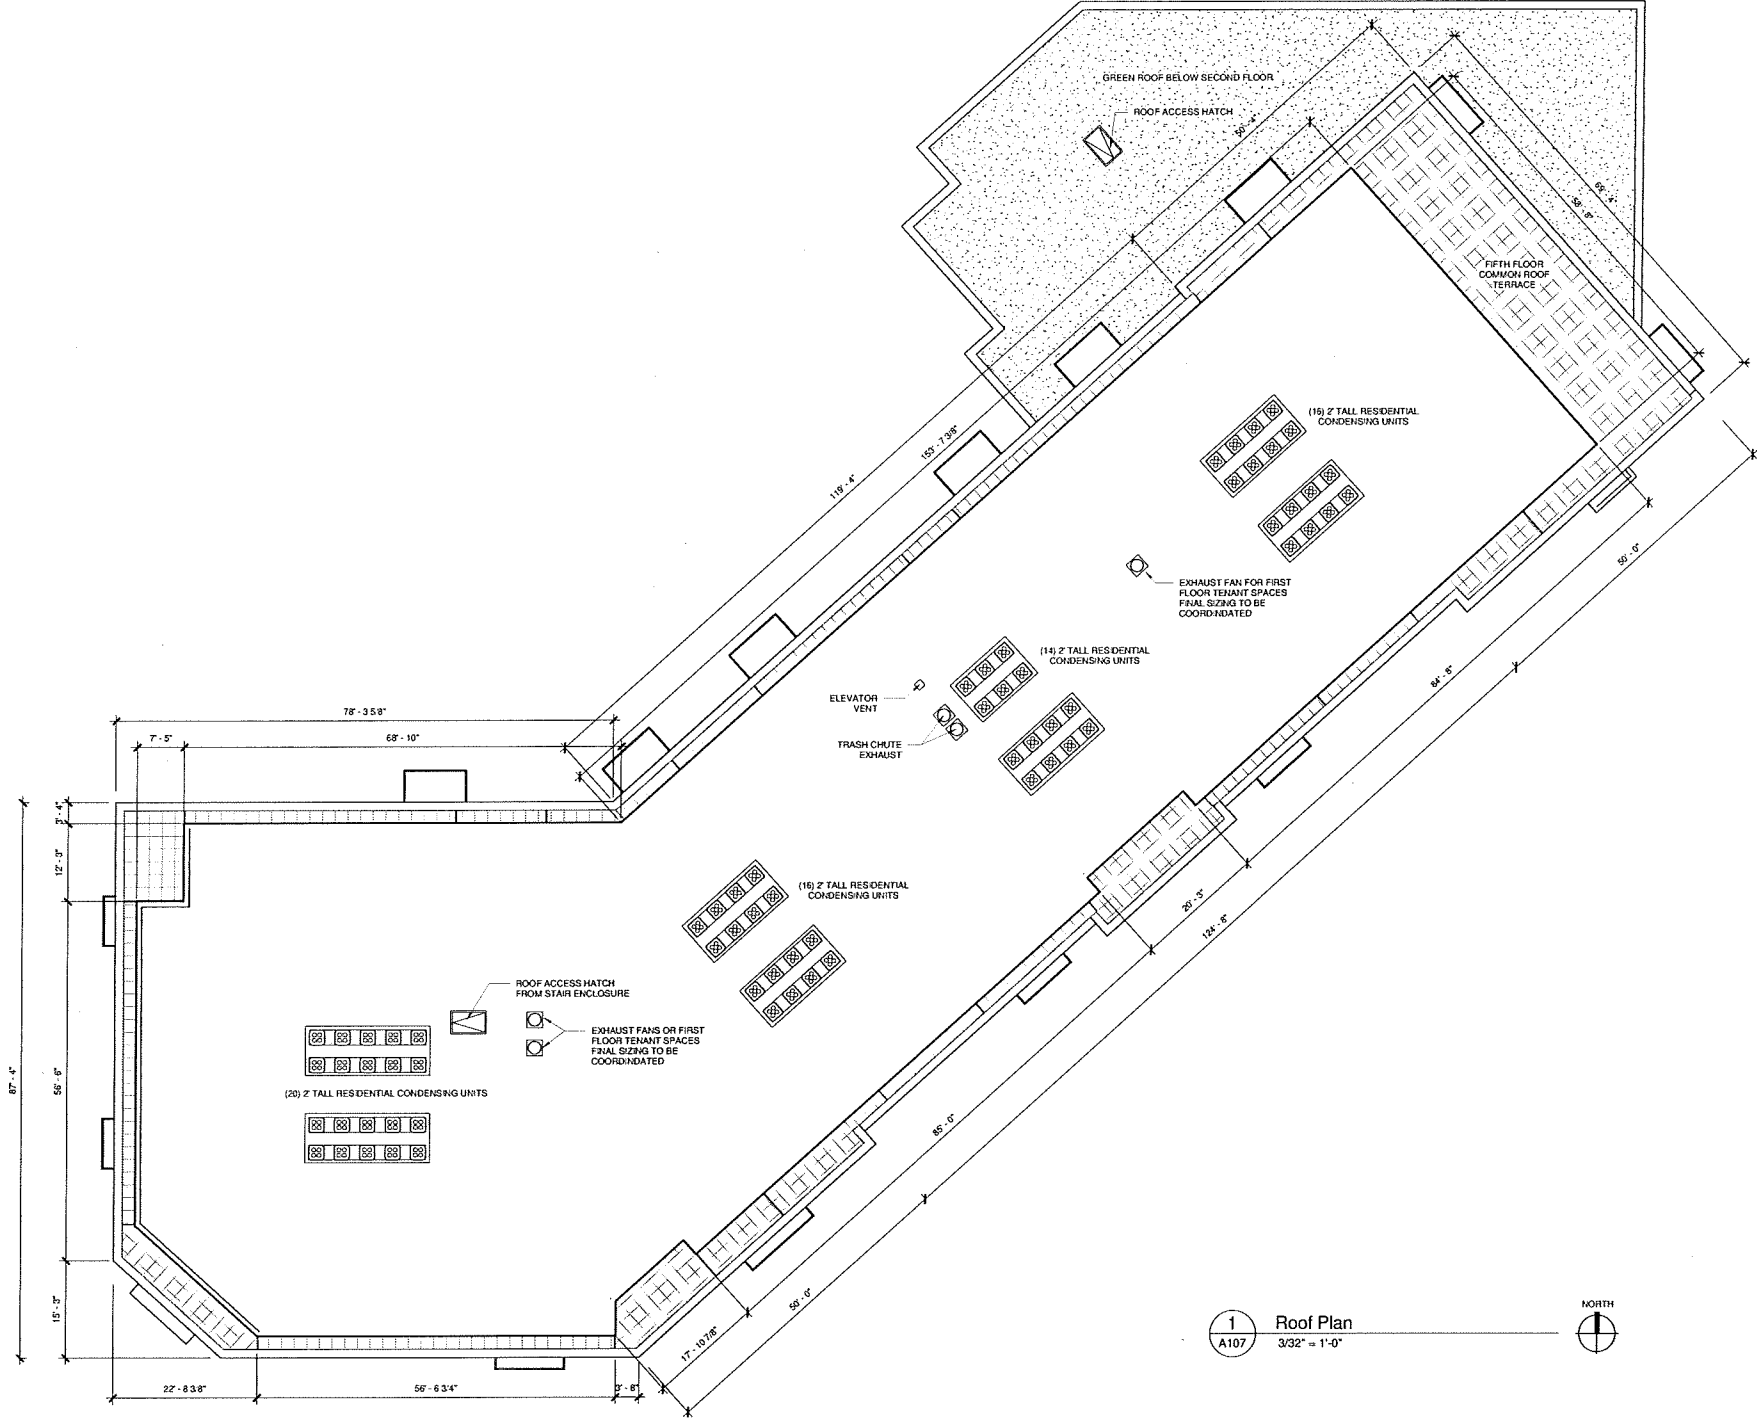 GREEN ROOF BELOW SECOND FLOOR
ROOF ACCESS HATCH
50' - 4"
69' - 4"
58' - 8"
FIFTH FLOOR
COMMON ROOF
TERRACE
(16) 2' TALL RESIDENTIAL
CONDENSING UNITS
153' - 7 3/8"
119' - 4"
50' - 0"
EXHAUST FAN FOR FIRST
FLOOR TENANT SPACES
FINAL SIZING TO BE
COORDINDATED
(14) 2' TALL RESIDENTIAL
CONDENSING UNITS
84' - 8"
ELEVATOR
VENT
TRASH CHUTE
EXHAUST
78' - 3 5/8"
7' - 5"
68' - 10"
3' - 4"
12' - 3"
(16) 2' TALL RESIDENTIAL
CONDENSING UNITS
20' - 3"
124' - 8"
ROOF ACCESS HATCH
FROM STAIR ENCLOSURE
EXHAUST FANS OR FIRST
FLOOR TENANT SPACES
FINAL SIZING TO BE
COORDINDATED
87' - 4"
56' - 6"
(20) 2' TALL RESIDENTIAL CONDENSING UNITS
85' - 0"
15' - 3"
50' - 0"
17' - 10 7/8"
22' - 8 3/8"
56' - 6 3/4"
3' - 8"
1
A107
Roof Plan
3/32" = 1'-0"
NORTH